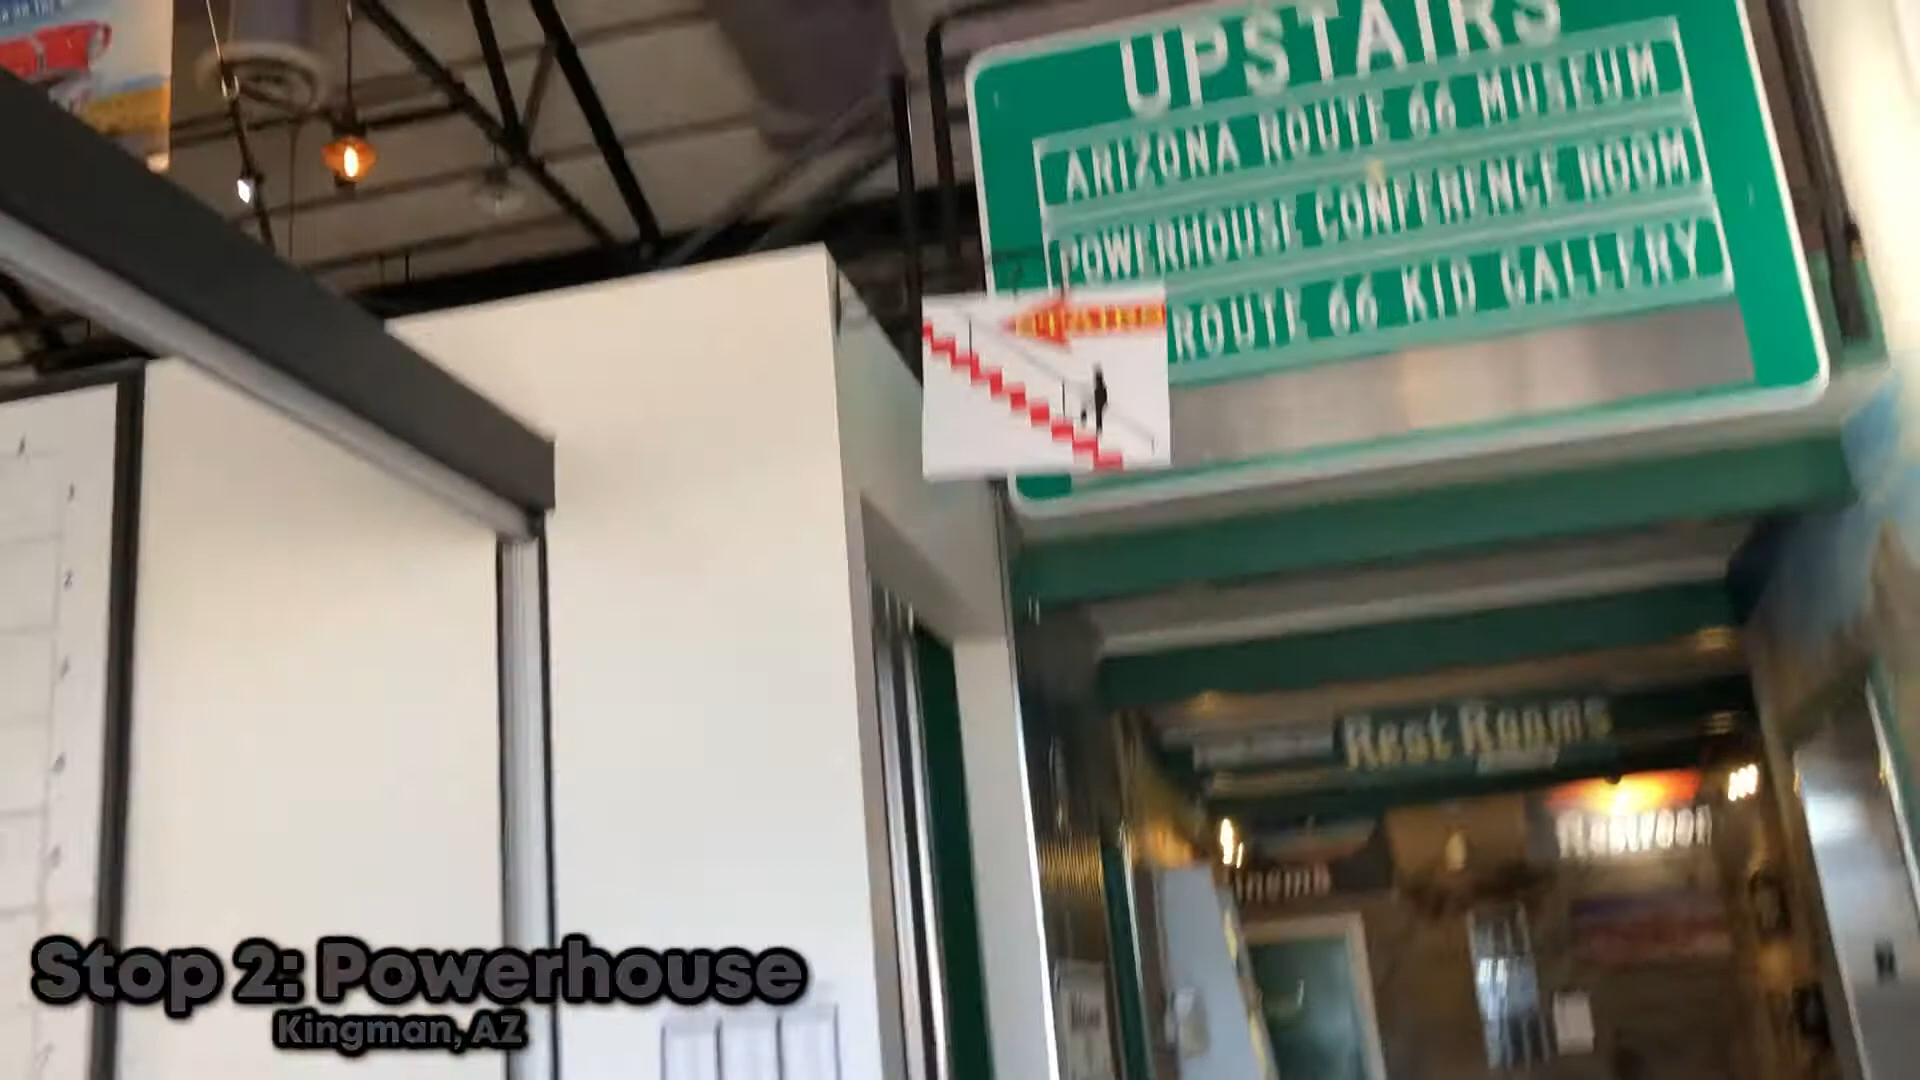 UPSTAIRS
ARIZONA ROUTE 66 MUSEUM
POWERHOUSE CONFERENCE ROOM
ROUTE 66 KID GALLERY
Rest Rooms
Stop 2: Powerhouse
Kingman, AZ